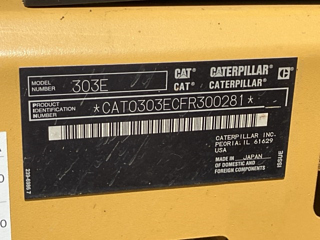 MODEL NUMBER 303E CAT CATERPILLAR C
CAT CATERPILLAR
PRODUCT IDENTIFICATION NUMBER *CAT0303ECFR300281*
CATERPILLAR INC.
PEORIA, IL 61629
USA
MADE IN JAPAN
OF DOMESTIC AND
FOREIGN COMPONENTS
ISSUE